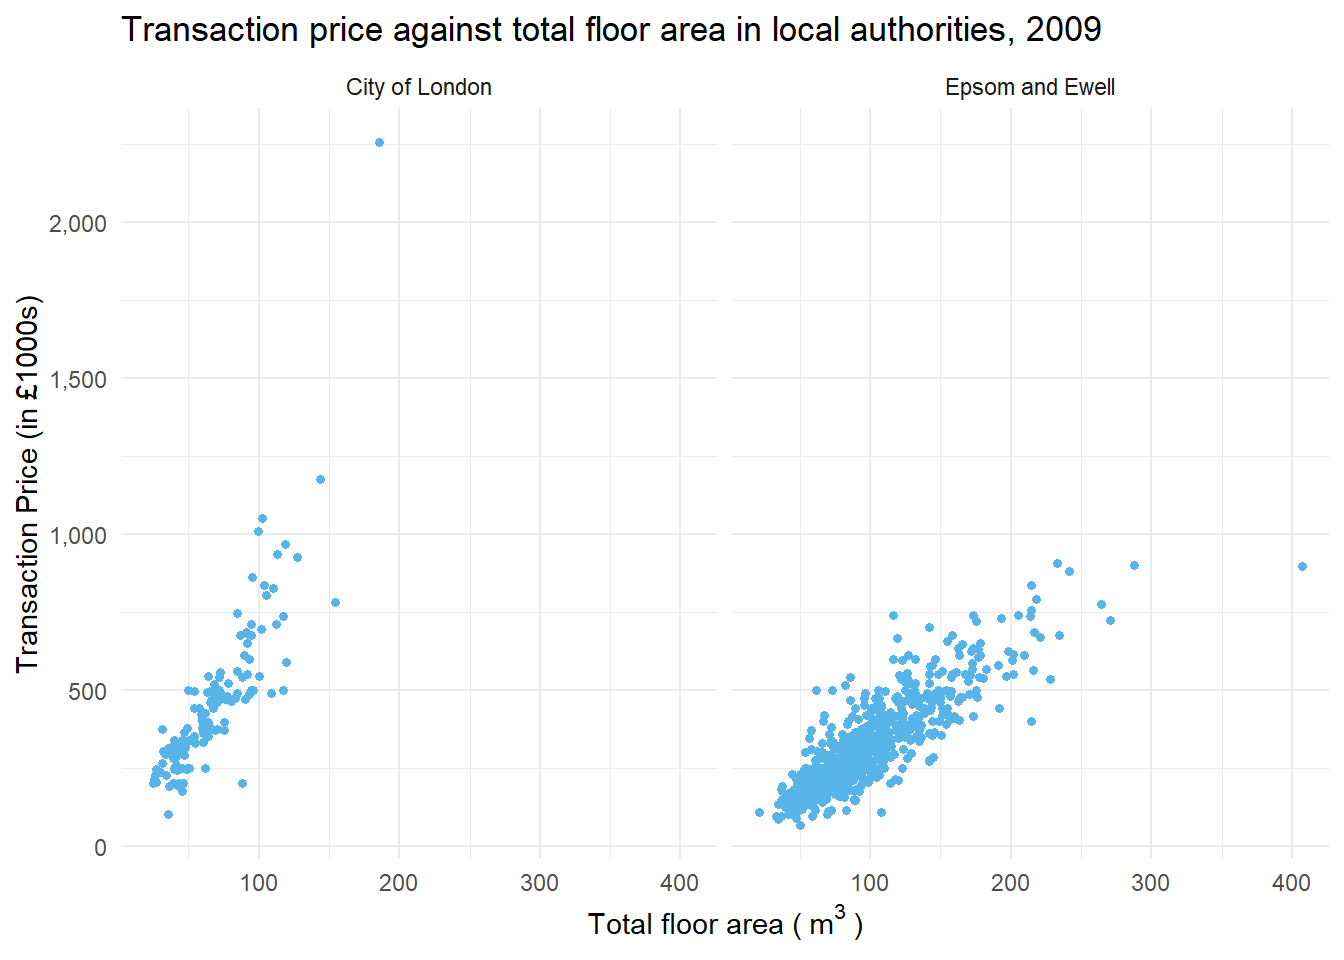 Transaction price against total floor area in local authorities, 2009
City of London
Epsom and Ewell
Transaction Price (in £1000s)
2,000
1,500
1,000
500
0
100 200 300 400
100 200 300 400
Total floor area ( m³ )